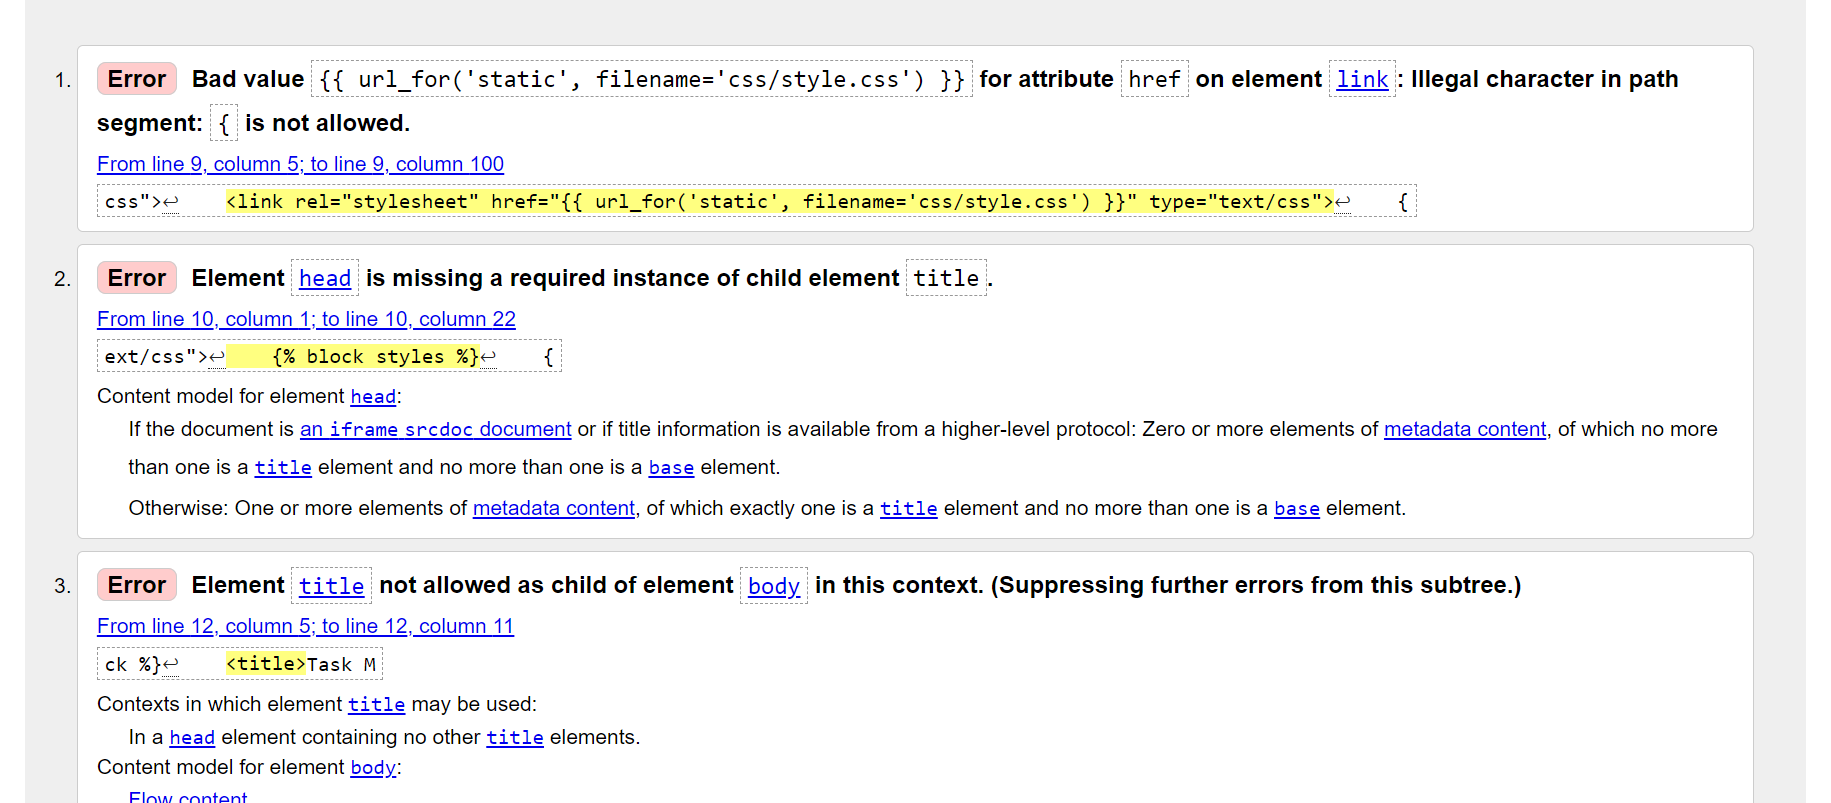 1. Error Bad value {{ url_for('static', filename='css/style.css') }} for attribute href on element link: Illegal character in path
segment: { is not allowed.
From line 9, column 5; to line 9, column 100
css">↩    <link rel="stylesheet" href="{{ url_for('static', filename='css/style.css') }}" type="text/css">↩    {
2. Error Element head is missing a required instance of child element title.
From line 10, column 1; to line 10, column 22
ext/css">↩    {% block styles %}↩    {
Content model for element head:
If the document is an iframe srcdoc document or if title information is available from a higher-level protocol: Zero or more elements of metadata content, of which no more
than one is a title element and no more than one is a base element.
Otherwise: One or more elements of metadata content, of which exactly one is a title element and no more than one is a base element.
3. Error Element title not allowed as child of element body in this context. (Suppressing further errors from this subtree.)
From line 12, column 5; to line 12, column 11
ck %}↩    <title>Task M
Contexts in which element title may be used:
In a head element containing no other title elements.
Content model for element body:
Flow content